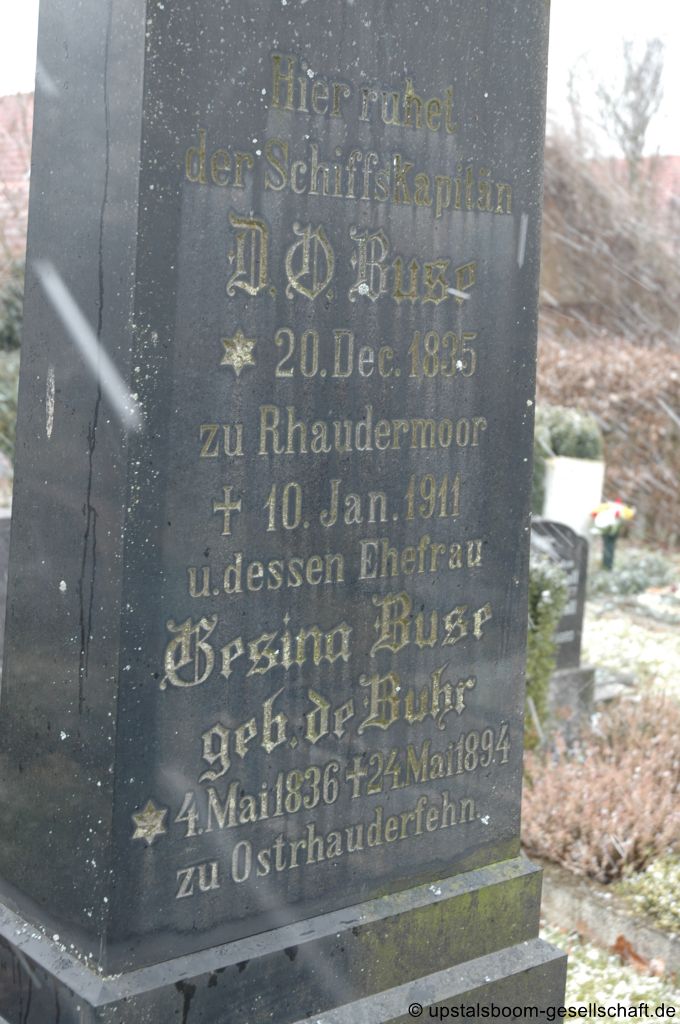 Hier ruhet
der Schiffskapitän
D. O. Buse
* 20. Dec. 1835
zu Rhaudermoor
† 10. Jan. 1911
u. dessen Ehefrau
Gesina Buse
geb. de Buhr
* 4. Mai 1836 † 24. Mai 1894
zu Ostrhauderfehn.
© upstalsboom-gesellschaft.de